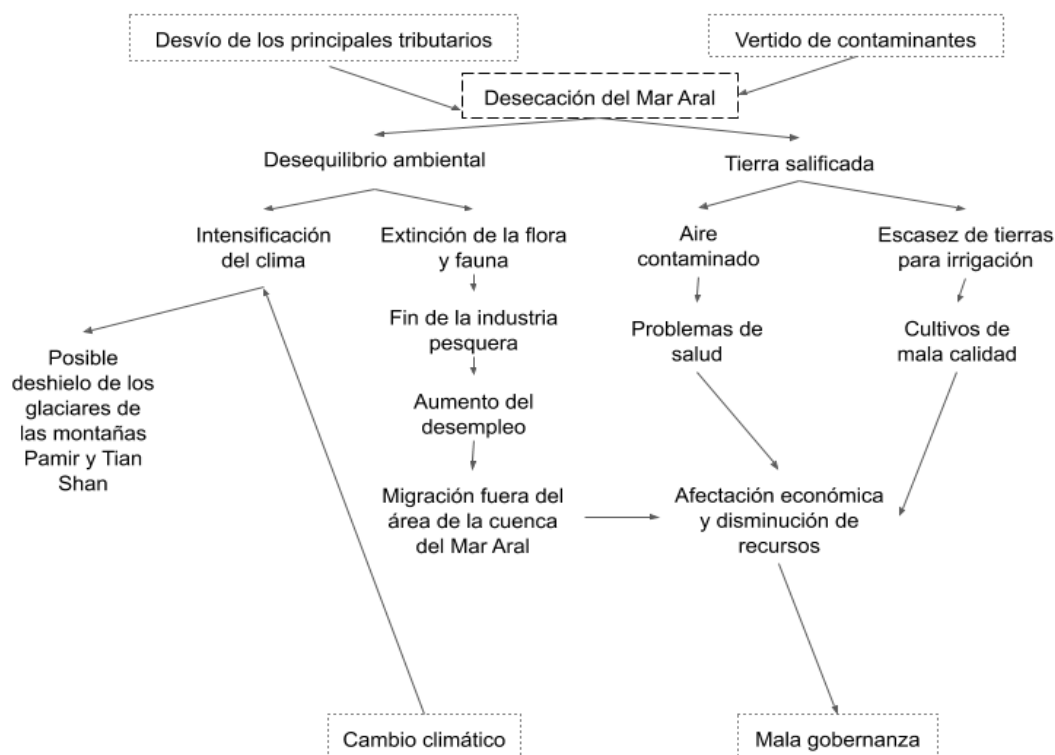 Desvío de los principales tributarios
Vertido de contaminantes
Desecación del Mar Aral
Desequilibrio ambiental
Tierra salificada
Intensificación
del clima
Extinción de la flora
y fauna
Aire
contaminado
Escasez de tierras
para irrigación
Fin de la industria
pesquera
Problemas de
salud
Cultivos de
mala calidad
Posible
deshielo de los
glaciares de
las montañas
Pamir y Tian
Shan
Aumento del
desempleo
Migración fuera del
área de la cuenca
del Mar Aral
Afectación económica
y disminución de
recursos
Cambio climático
Mala gobernanza